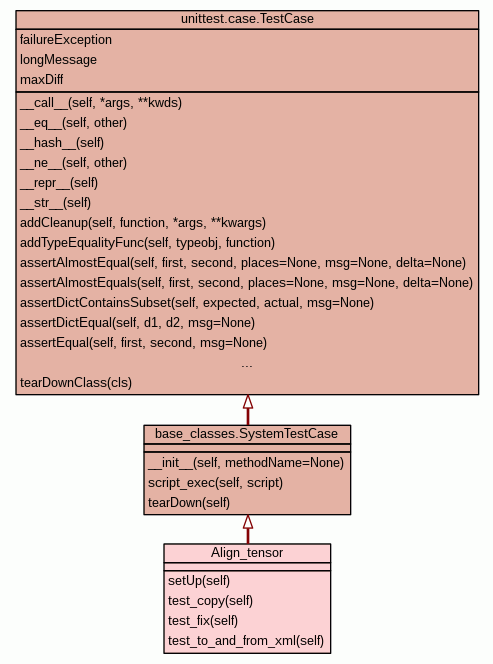 unittest.case.TestCase
failureException
longMessage
maxDiff
__call__(self, *args, **kwds)
__eq__(self, other)
__hash__(self)
__ne__(self, other)
__repr__(self)
__str__(self)
addCleanup(self, function, *args, **kwargs)
addTypeEqualityFunc(self, typeobj, function)
assertAlmostEqual(self, first, second, places=None, msg=None, delta=None)
assertAlmostEquals(self, first, second, places=None, msg=None, delta=None)
assertDictContainsSubset(self, expected, actual, msg=None)
assertDictEqual(self, d1, d2, msg=None)
assertEqual(self, first, second, msg=None)
...
tearDownClass(cls)
base_classes.SystemTestCase
__init__(self, methodName=None)
script_exec(self, script)
tearDown(self)
Align_tensor
setUp(self)
test_copy(self)
test_fix(self)
test_to_and_from_xml(self)